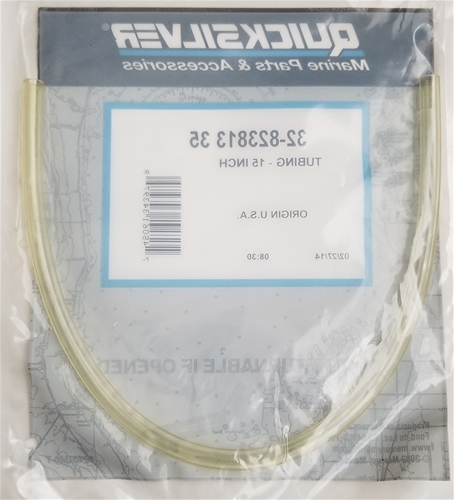 QUICKSILVER
Marine Parts & Accessories
32-823813 35
TUBING - 15 INCH
ORIGIN U.S.A.
02/27/14 08:30
IF OPENED